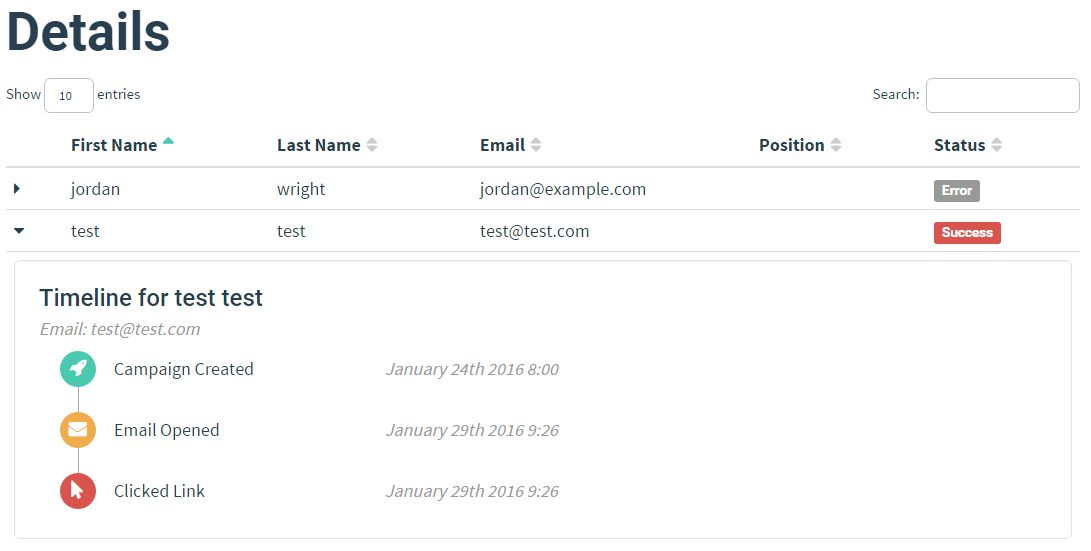 Details
Show 10 entries Search:
First Name Last Name Email Position Status
jordan wright jordan@example.com Error
test test test@test.com Success
Timeline for test test
Email: test@test.com
Campaign Created January 24th 2016 8:00
Email Opened January 29th 2016 9:26
Clicked Link January 29th 2016 9:26